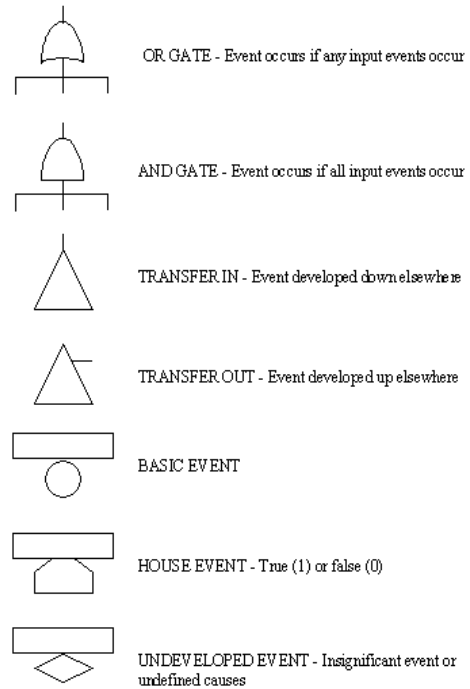 OR GATE - Event occurs if any input events occur
AND GATE - Event occurs if all input events occur
TRANSFER IN - Event developed down elsewhere
TRANSFER OUT - Event developed up elsewhere
BASIC EVENT
HOUSE EVENT - True (1) or false (0)
UNDEVELOPED EVENT - Insignificant event or
undefined causes